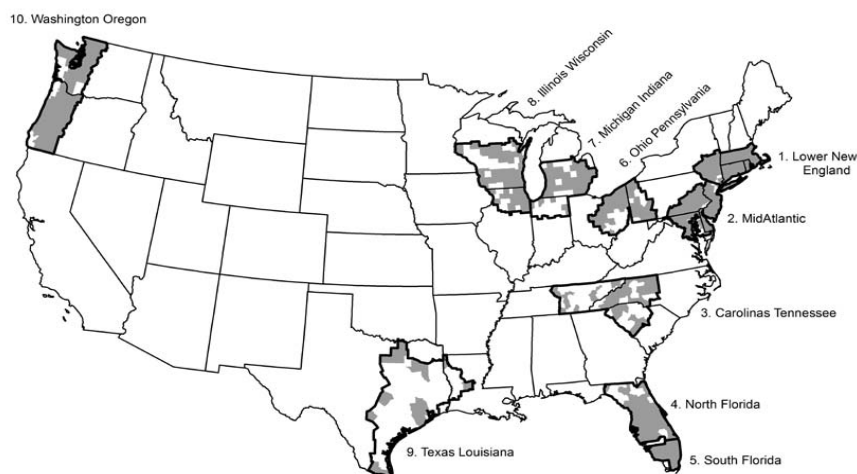 10. Washington Oregon
8. Illinois Wisconsin
7. Michigan Indiana
6. Ohio Pennsylvania
1. Lower New
England
2. MidAtlantic
3. Carolinas Tennessee
4. North Florida
9. Texas Louisiana
5. South Florida